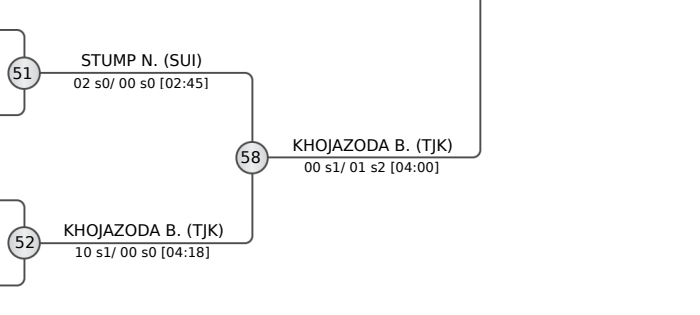 STUMP N. (SUI)
51
02 s0/ 00 s0 [02:45]
KHOJAZODA B. (TJK)
58
00 s1/ 01 s2 [04:00]
KHOJAZODA B. (TJK)
52
10 s1/ 00 s0 [04:18]